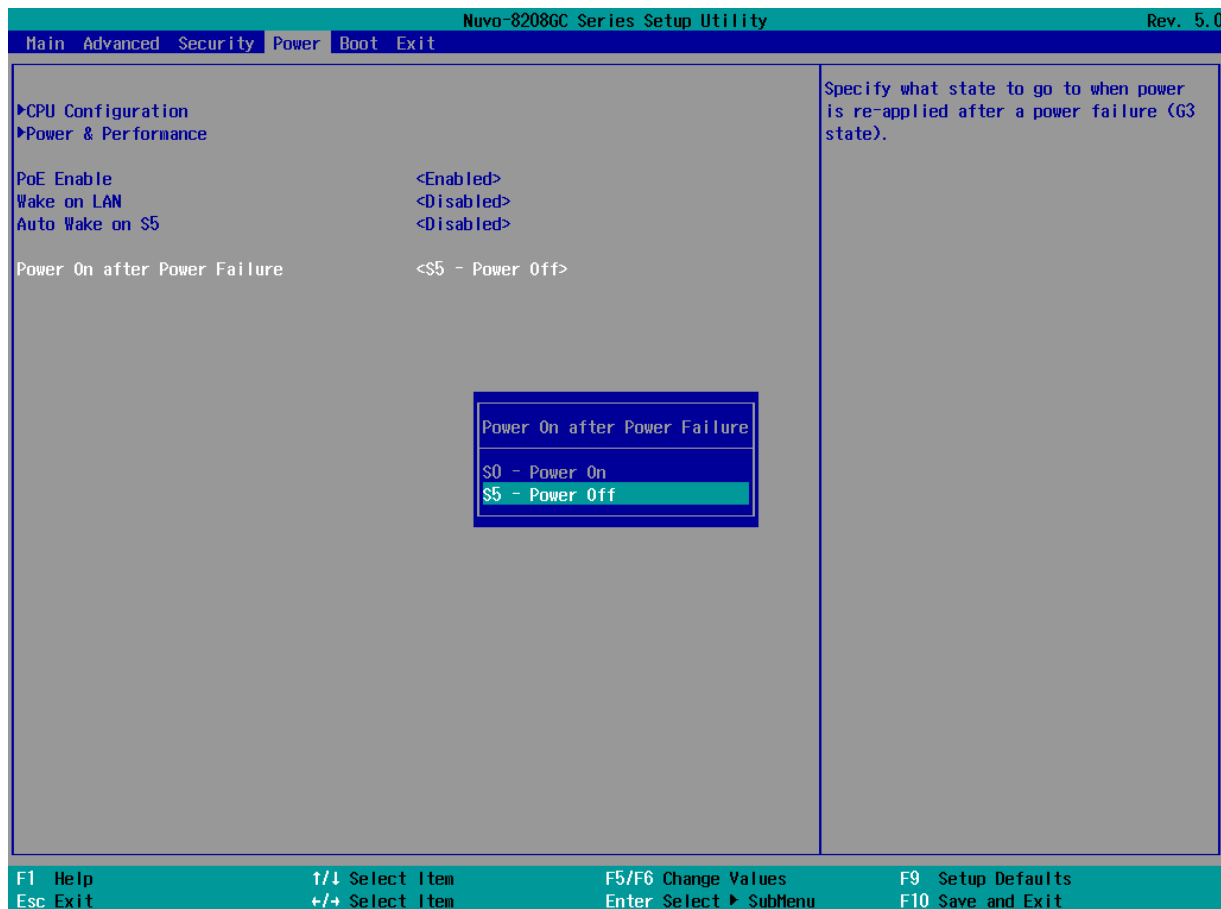 Nuvo-8208GC Series Setup Utility Rev. 5.0
Main Advanced Security Power Boot Exit
▶CPU Configuration
▶Power & Performance
PoE Enable <Enabled>
Wake on LAN <Disabled>
Auto Wake on S5 <Disabled>
Power On after Power Failure <S5 - Power Off>
Specify what state to go to when power
is re-applied after a power failure (G3
state).
Power On after Power Failure
S0 - Power On
S5 - Power Off
F1 Help ↑/↓ Select Item F5/F6 Change Values F9 Setup Defaults
Esc Exit ←/→ Select Item Enter Select ▶ SubMenu F10 Save and Exit